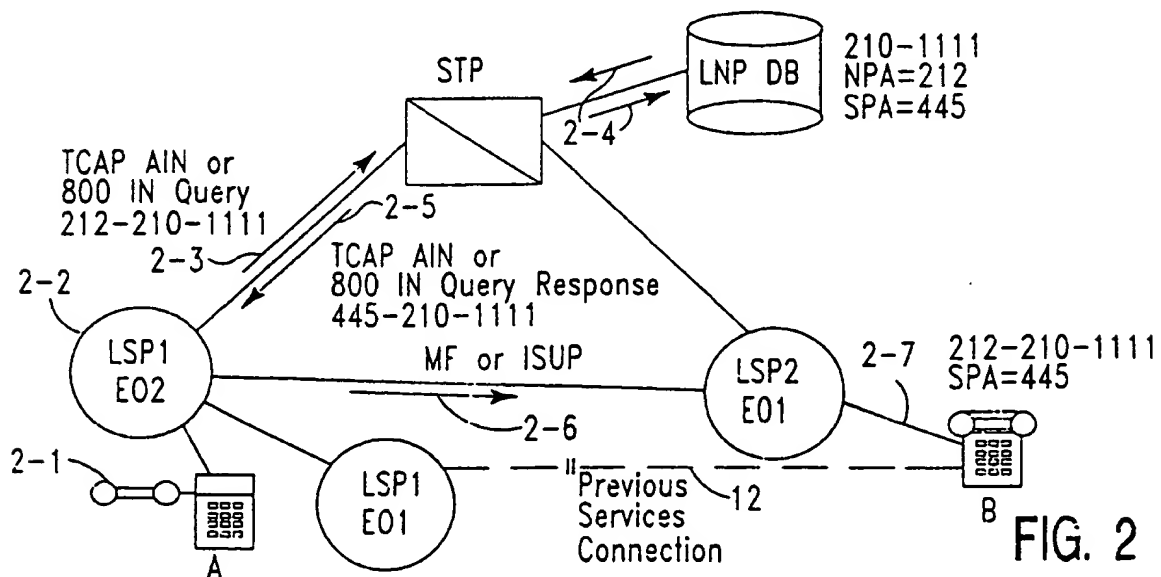 STP
LNP DB
210-1111
NPA=212
SPA=445
2-4
TCAP AIN or
800 IN Query
212-210-1111
2-3
2-5
TCAP AIN or
800 IN Query Response
445-210-1111
2-2
LSP1
EO2
MF or ISUP
2-6
LSP2
EO1
2-7
212-210-1111
SPA=445
2-1
A
LSP1
EO1
Previous
Services
Connection
12
B
FIG. 2